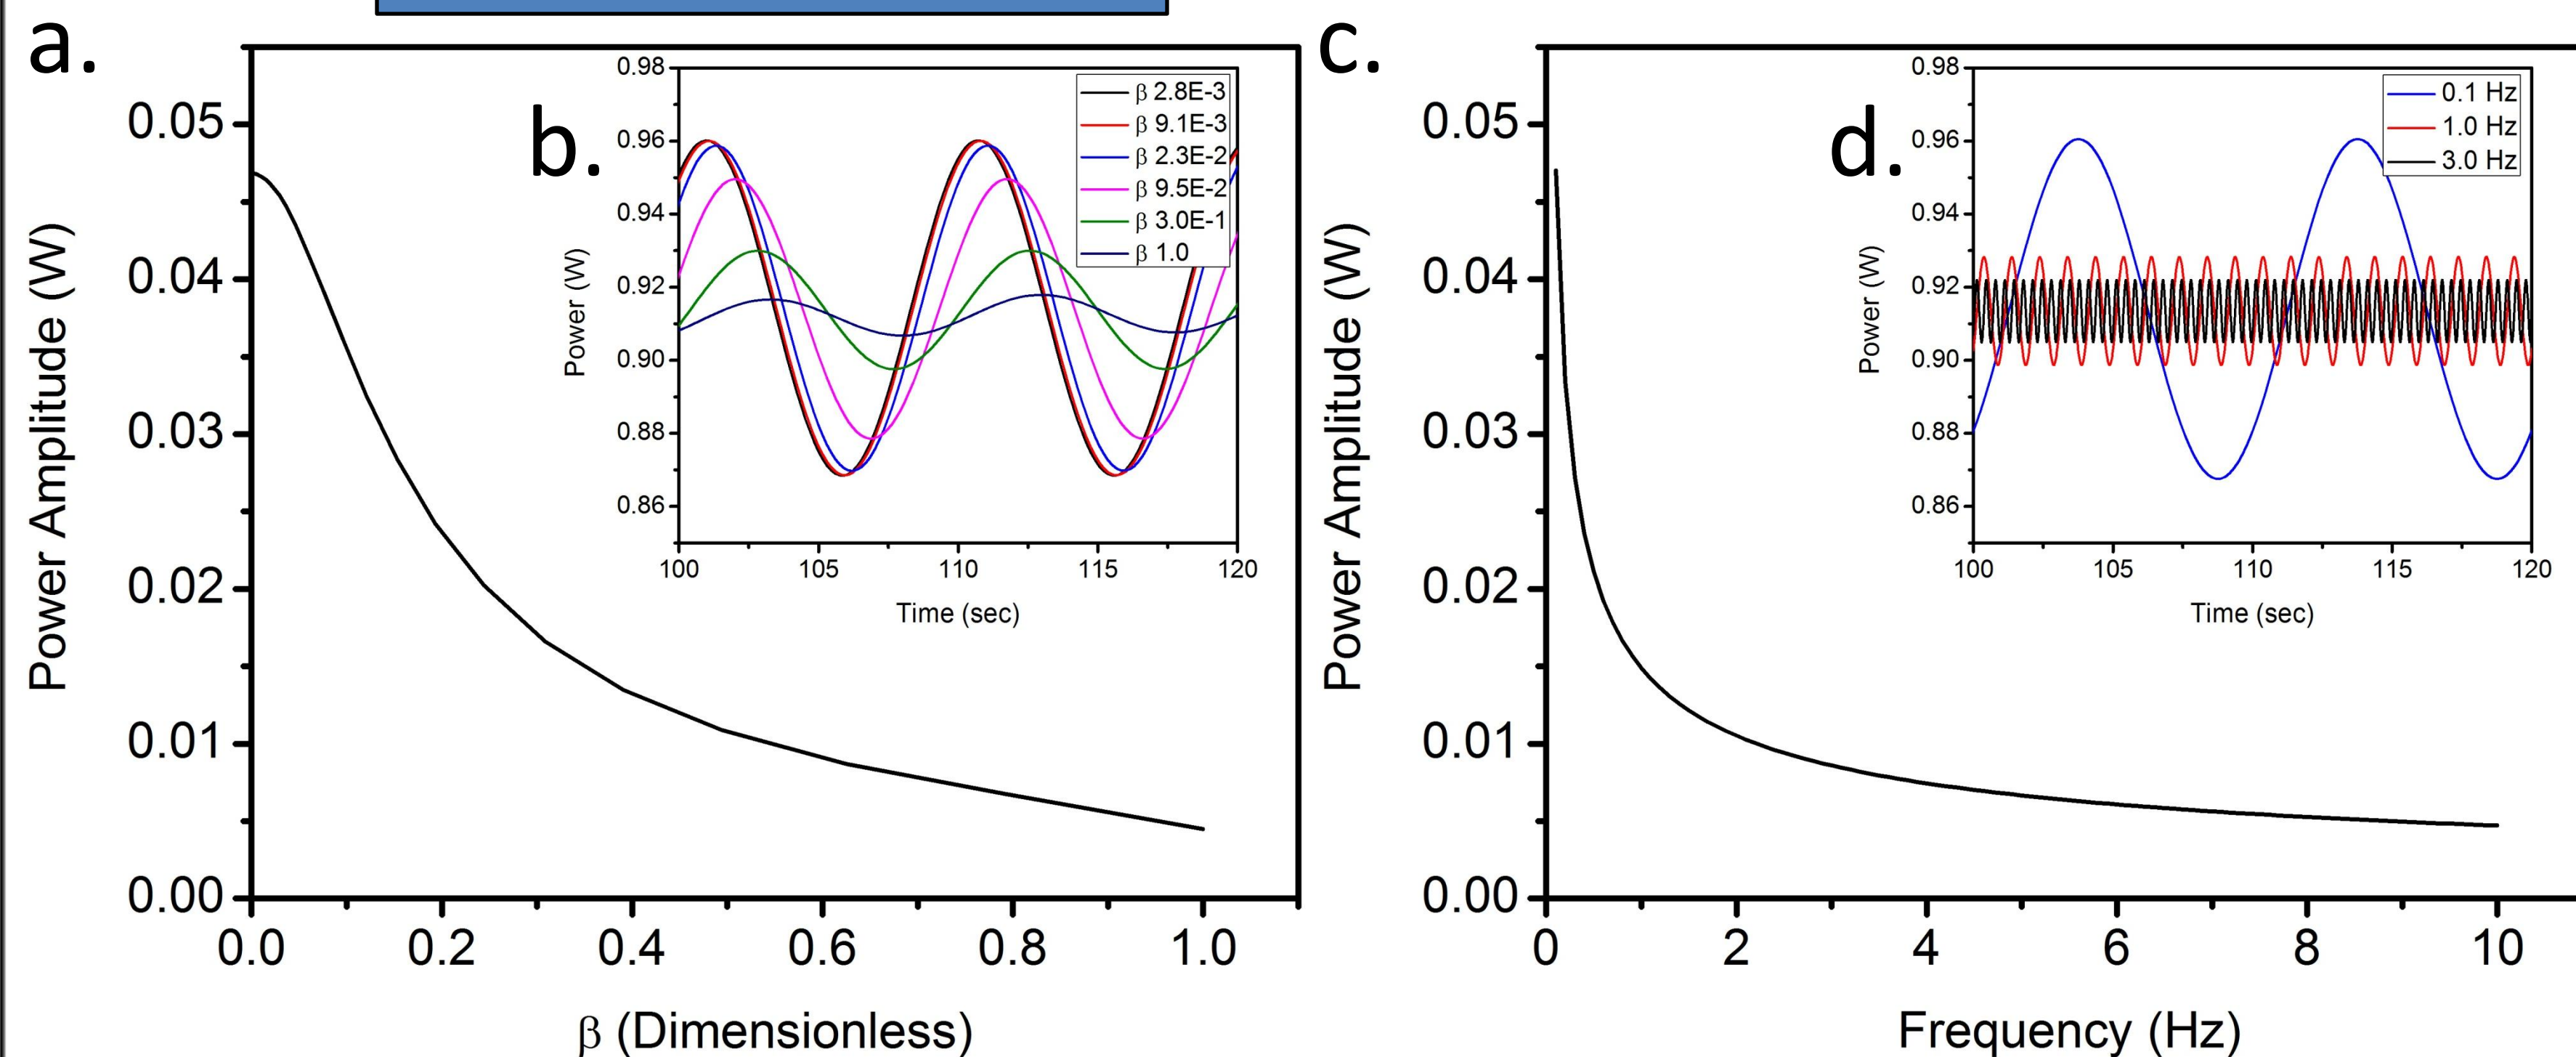 a.
0.05
0.04
0.03
0.02
0.01
0.00
Power Amplitude (W)
0.0 0.2 0.4 0.6 0.8 1.0
β (Dimensionless)
b.
0.98
0.96
0.94
0.92
0.90
0.88
0.86
Power (W)
β 2.8E-3
β 9.1E-3
β 2.3E-2
β 9.5E-2
β 3.0E-1
β 1.0
100 105 110 115 120
Time (sec)
c.
0.05
0.04
0.03
0.02
0.01
0.00
Power Amplitude (W)
0 2 4 6 8 10
Frequency (Hz)
d.
0.98
0.96
0.94
0.92
0.90
0.88
0.86
Power (W)
0.1 Hz
1.0 Hz
3.0 Hz
100 105 110 115 120
Time (sec)